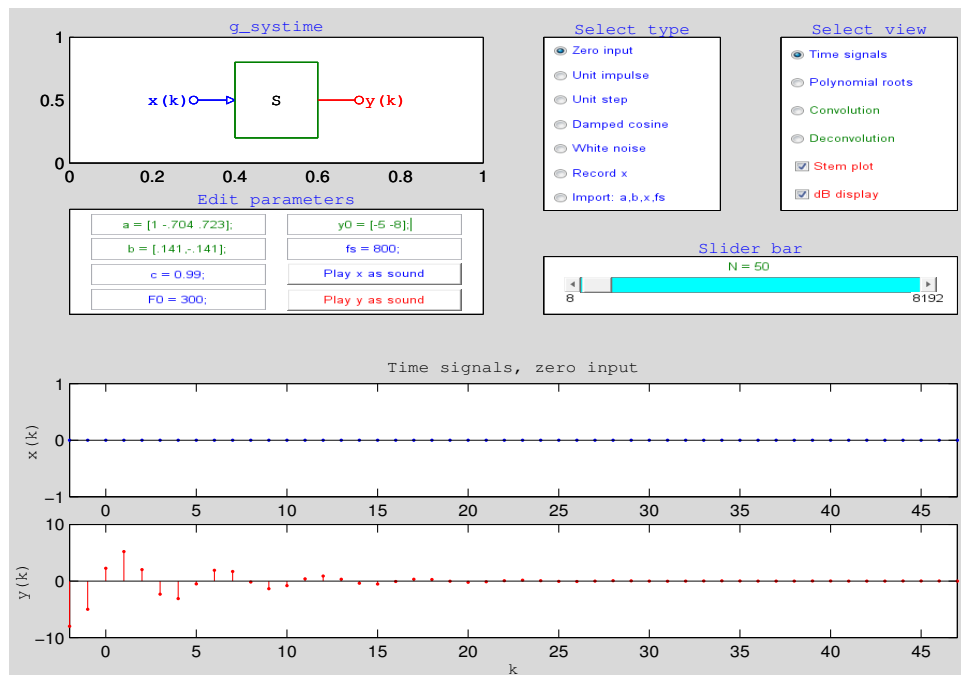 g_systime
1
0.5
0
0 0.2 0.4 0.6 0.8 1
x(k)
S
y(k)
Select type
Zero input
Unit impulse
Unit step
Damped cosine
White noise
Record x
Import: a,b,x,fs
Select view
Time signals
Polynomial roots
Convolution
Deconvolution
Stem plot
dB display
Edit parameters
a = [1 -.704 .723];
y0 = [-5 -8];
b = [.141,-.141];
fs = 800;
c = 0.99;
Play x as sound
F0 = 300;
Play y as sound
Slider bar
N = 50
8 8192
Time signals, zero input
x(k)
1
0
−1
0 5 10 15 20 25 30 35 40 45
y(k)
10
0
−10
0 5 10 15 20 25 30 35 40 45
k